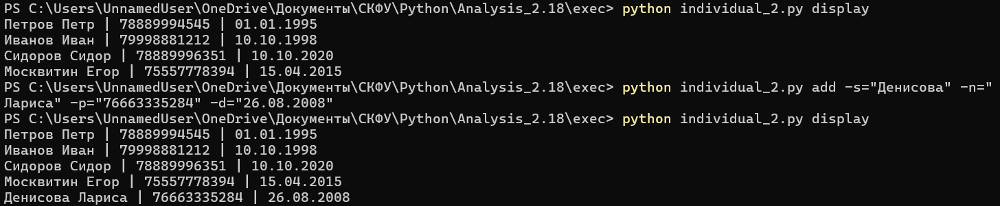 PS C:\Users\UnnamedUser\OneDrive\Документы\СКФУ\Python\Analysis_2.18\exec> python individual_2.py display
Петров Петр | 78889994545 | 01.01.1995
Иванов Иван | 79998881212 | 10.10.1998
Сидоров Сидор | 78889996351 | 10.10.2020
Москвитин Егор | 75557778394 | 15.04.2015
PS C:\Users\UnnamedUser\OneDrive\Документы\СКФУ\Python\Analysis_2.18\exec> python individual_2.py add -s="Денисова" -n="
Лариса" -p="76663335284" -d="26.08.2008"
PS C:\Users\UnnamedUser\OneDrive\Документы\СКФУ\Python\Analysis_2.18\exec> python individual_2.py display
Петров Петр | 78889994545 | 01.01.1995
Иванов Иван | 79998881212 | 10.10.1998
Сидоров Сидор | 78889996351 | 10.10.2020
Москвитин Егор | 75557778394 | 15.04.2015
Денисова Лариса | 76663335284 | 26.08.2008